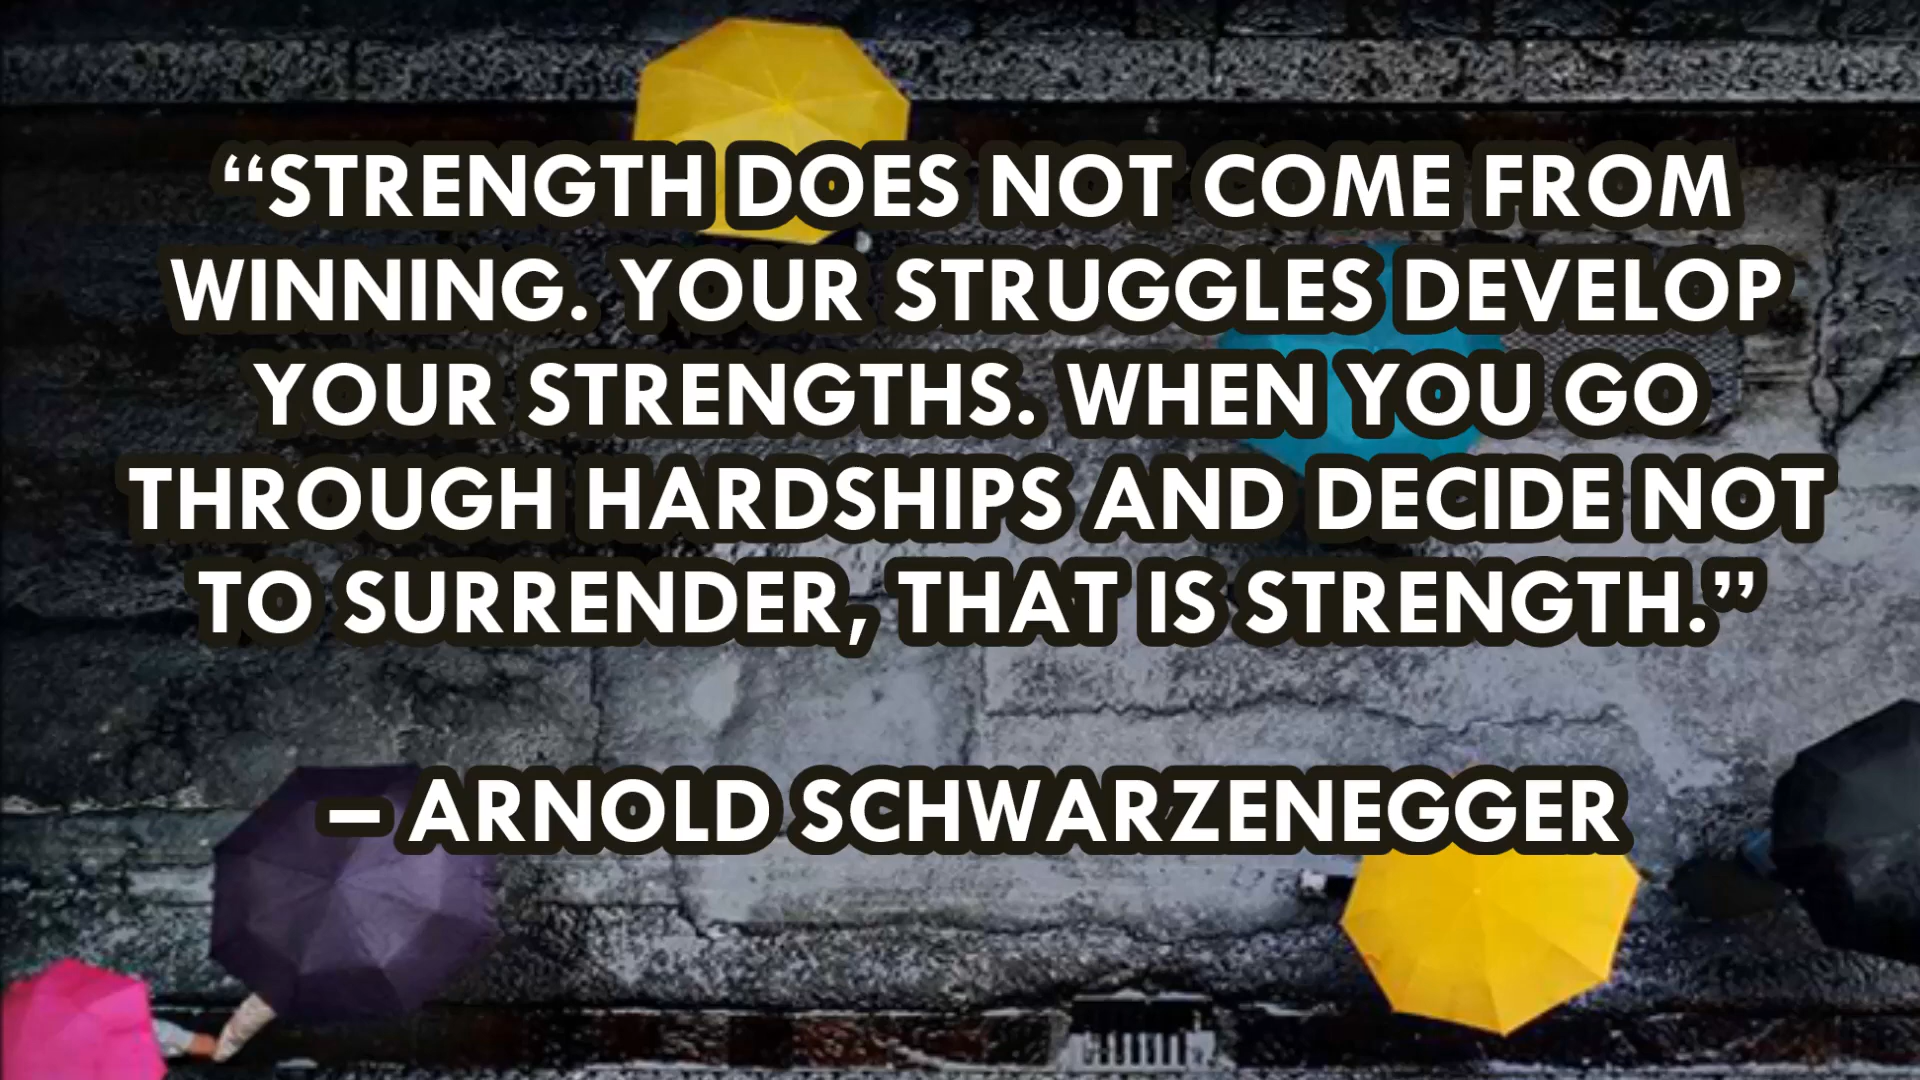 “STRENGTH DOES NOT COME FROM
WINNING. YOUR STRUGGLES DEVELOP
YOUR STRENGTHS. WHEN YOU GO
THROUGH HARDSHIPS AND DECIDE NOT
TO SURRENDER, THAT IS STRENGTH.”
– ARNOLD SCHWARZENEGGER